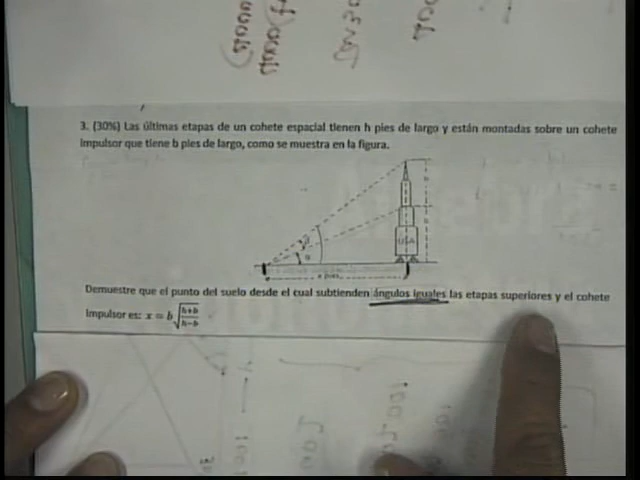 3. (30%) Las últimas etapas de un cohete espacial tienen h pies de largo y están montadas sobre un cohete
impulsor que tiene b pies de largo, como se muestra en la figura.
h
b
USA
α
x pies
Demuestre que el punto del suelo desde el cual subtienden ángulos iguales las etapas superiores y el cohete
impulsor es: x = b√((h+b)/(h−b))